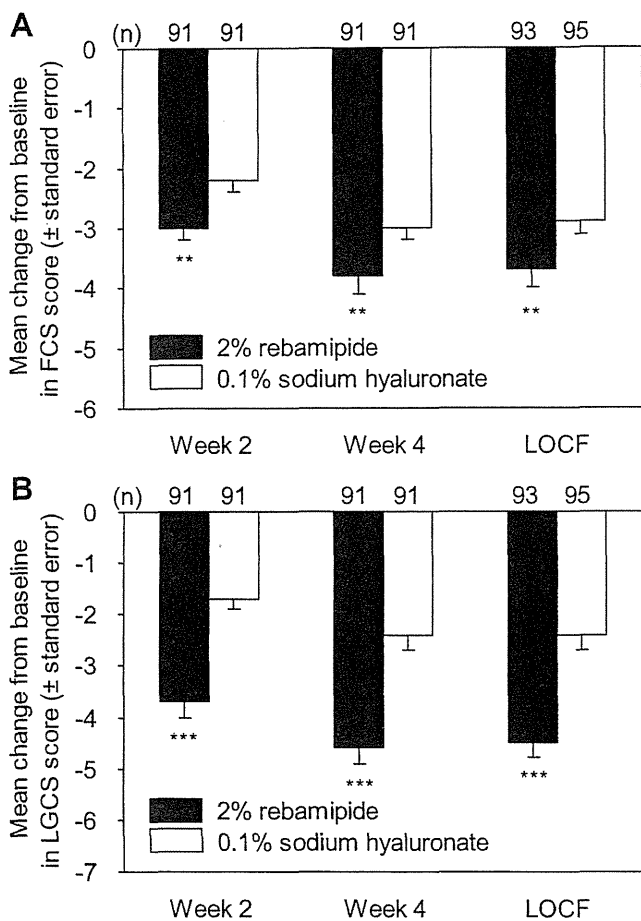 A
(n) 91 91 91 91 93 95
0
-1
-2
-3
-4
-5
-6
Mean change from baseline
in FCS score (± standard error)
** ** **
2% rebamipide
0.1% sodium hyaluronate
Week 2 Week 4 LOCF
B
(n) 91 91 91 91 93 95
0
-1
-2
-3
-4
-5
-6
-7
Mean change from baseline
in LGCS score (± standard error)
*** *** ***
2% rebamipide
0.1% sodium hyaluronate
Week 2 Week 4 LOCF